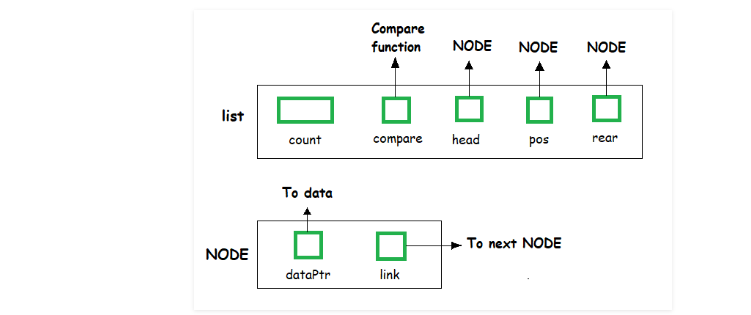 Compare
function
NODE
NODE
NODE
list
count
compare
head
pos
rear
To data
NODE
To next NODE
dataPtr
link